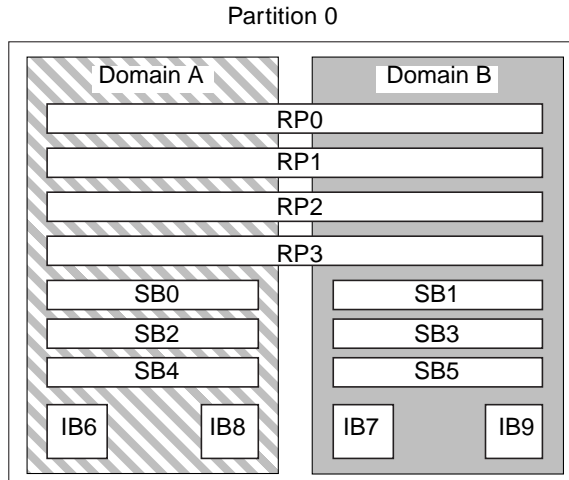 Partition 0
Domain A Domain B
RP0
RP1
RP2
RP3
SB0 SB1
SB2 SB3
SB4 SB5
IB6 IB8 IB7 IB9